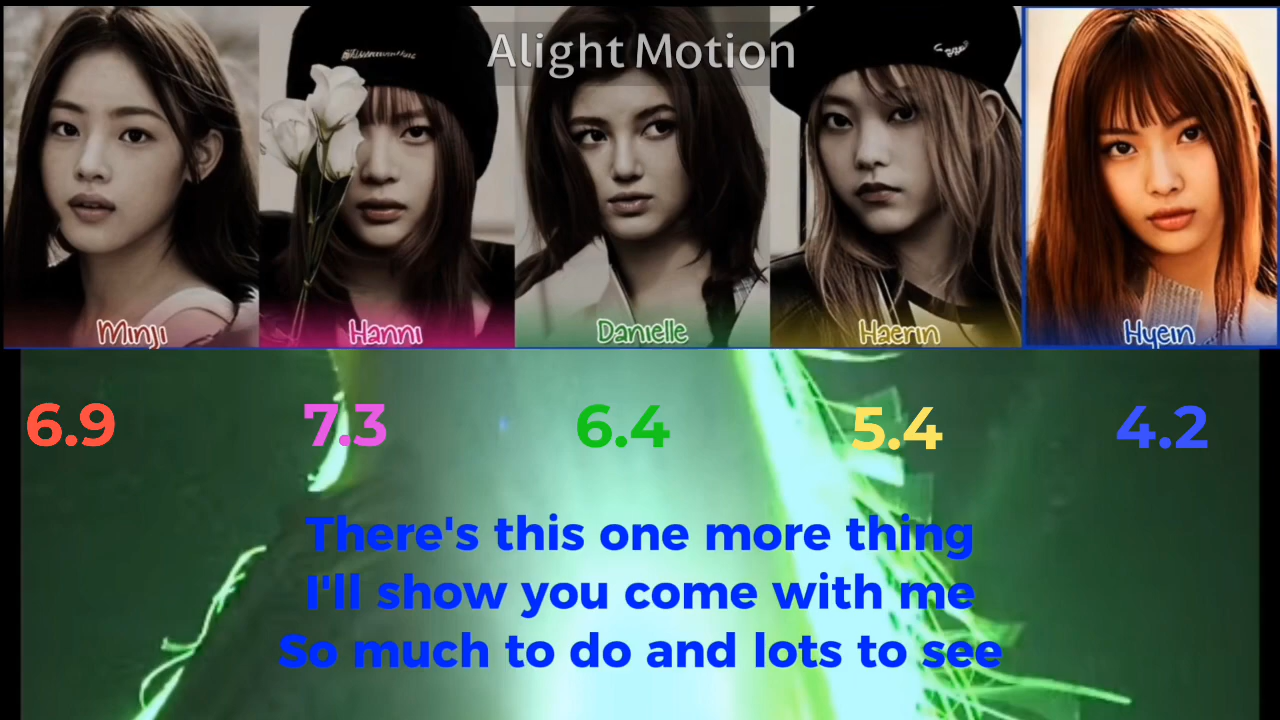 Alight Motion
Minji
Hanni
Danielle
Haerin
Hyein
6.9
7.3
6.4
5.4
4.2
There's this one more thing
I'll show you come with me
So much to do and lots to see